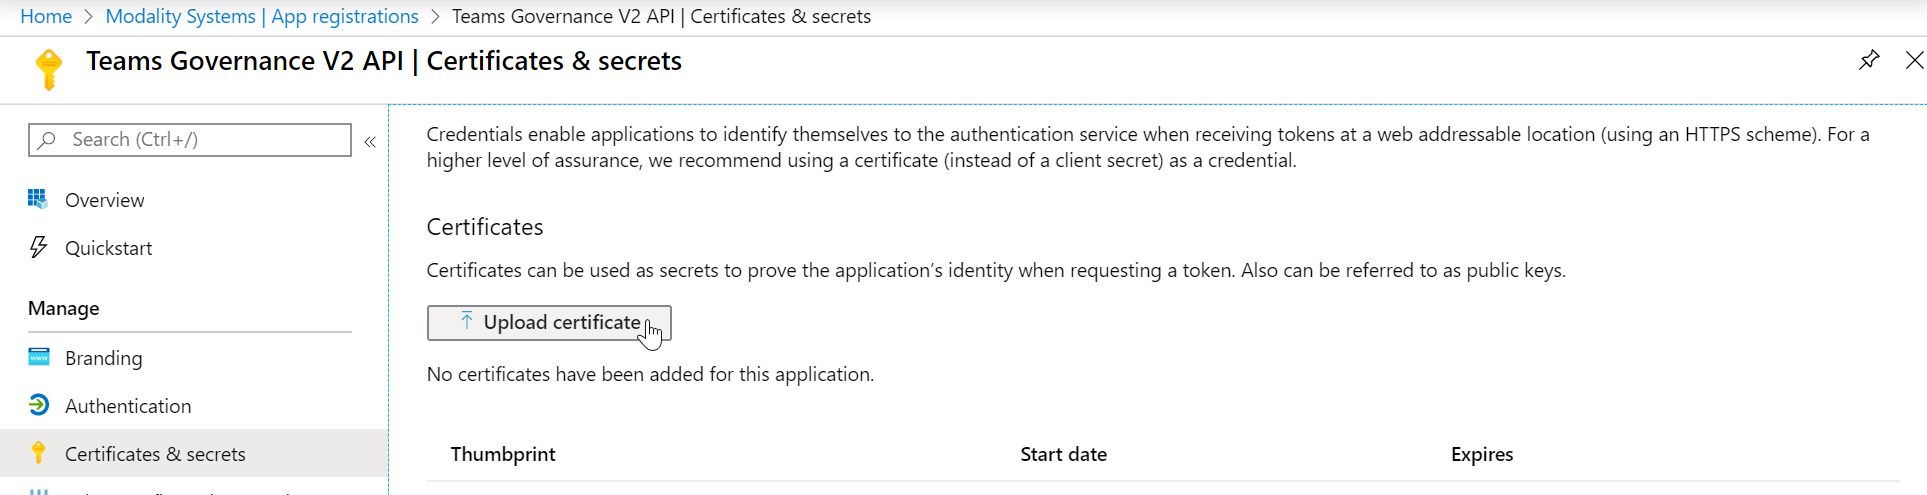 Home > Modality Systems | App registrations > Teams Governance V2 API | Certificates & secrets
Teams Governance V2 API | Certificates & secrets
Search (Ctrl+/)
«
Overview
Quickstart
Manage
Branding
Authentication
Certificates & secrets
Credentials enable applications to identify themselves to the authentication service when receiving tokens at a web addressable location (using an HTTPS scheme). For a
higher level of assurance, we recommend using a certificate (instead of a client secret) as a credential.
Certificates
Certificates can be used as secrets to prove the application's identity when requesting a token. Also can be referred to as public keys.
Upload certificate
No certificates have been added for this application.
Thumbprint Start date Expires